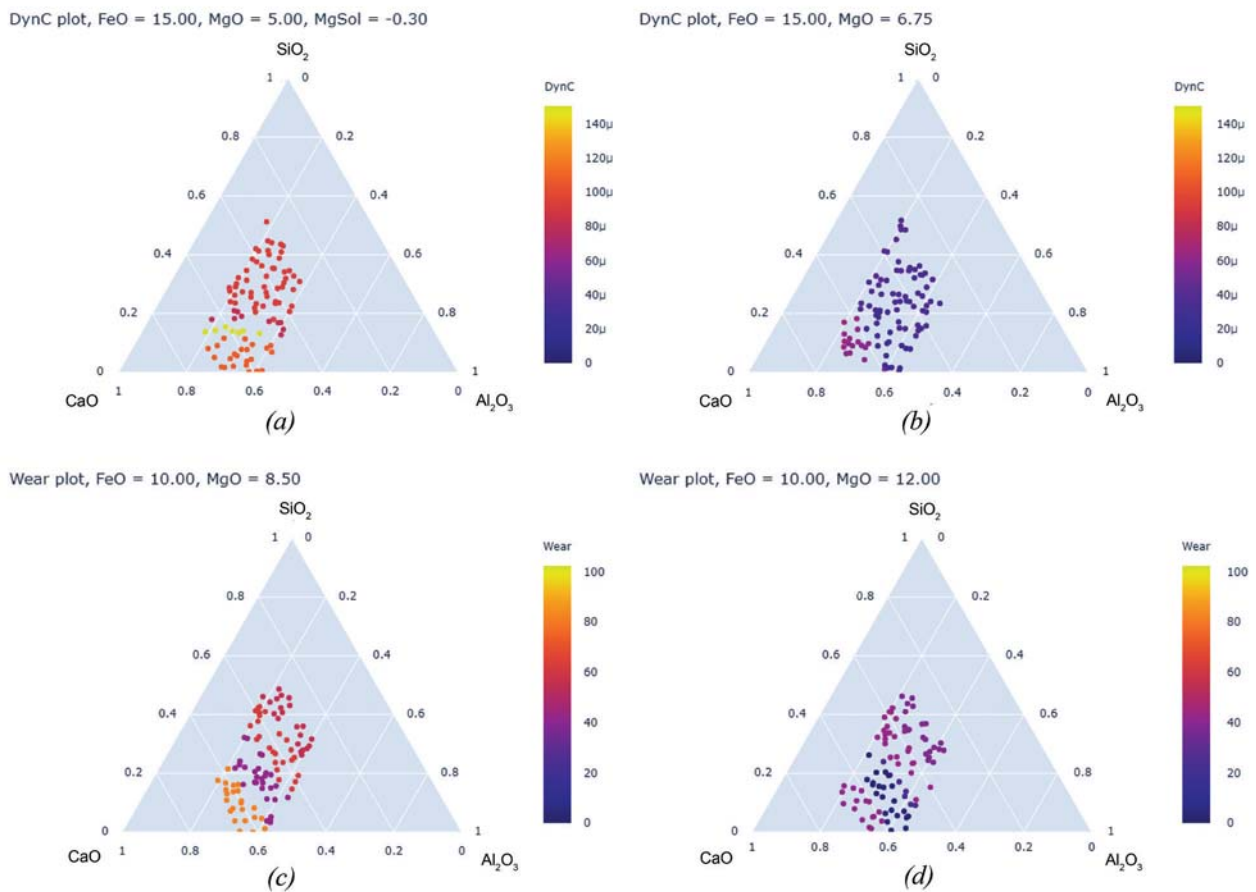 DynC plot, FeO = 15.00, MgO = 5.00, MgSol = -0.30
SiO₂
1 0
DynC
0.8 0.2
0.6 0.4
0.4 0.6
0.2 0.8
0 1
1 0.8 0.6 0.4 0.2 0
CaO Al₂O₃
140µ
120µ
100µ
80µ
60µ
40µ
20µ
0
(a)
DynC plot, FeO = 15.00, MgO = 6.75
SiO₂
1 0
DynC
0.8 0.2
0.6 0.4
0.4 0.6
0.2 0.8
0 1
1 0.8 0.6 0.4 0.2 0
CaO Al₂O₃
140µ
120µ
100µ
80µ
60µ
40µ
20µ
0
(b)
Wear plot, FeO = 10.00, MgO = 8.50
SiO₂
1 0
Wear
0.8 0.2
0.6 0.4
0.4 0.6
0.2 0.8
0 1
1 0.8 0.6 0.4 0.2 0
CaO Al₂O₃
100
80
60
40
20
0
(c)
Wear plot, FeO = 10.00, MgO = 12.00
SiO₂
1 0
Wear
0.8 0.2
0.6 0.4
0.4 0.6
0.2 0.8
0 1
1 0.8 0.6 0.4 0.2 0
CaO Al₂O₃
100
80
60
40
20
0
(d)